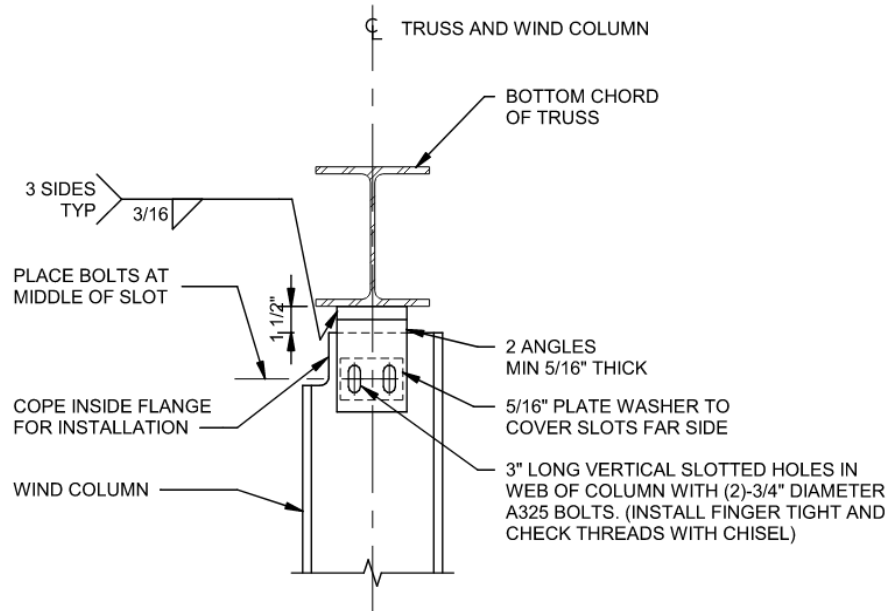 ℄ TRUSS AND WIND COLUMN
BOTTOM CHORD
OF TRUSS
3 SIDES
TYP
3/16
PLACE BOLTS AT
MIDDLE OF SLOT
1 1/2"
2 ANGLES
MIN 5/16" THICK
COPE INSIDE FLANGE
FOR INSTALLATION
5/16" PLATE WASHER TO
COVER SLOTS FAR SIDE
WIND COLUMN
3" LONG VERTICAL SLOTTED HOLES IN
WEB OF COLUMN WITH (2)-3/4" DIAMETER
A325 BOLTS. (INSTALL FINGER TIGHT AND
CHECK THREADS WITH CHISEL)